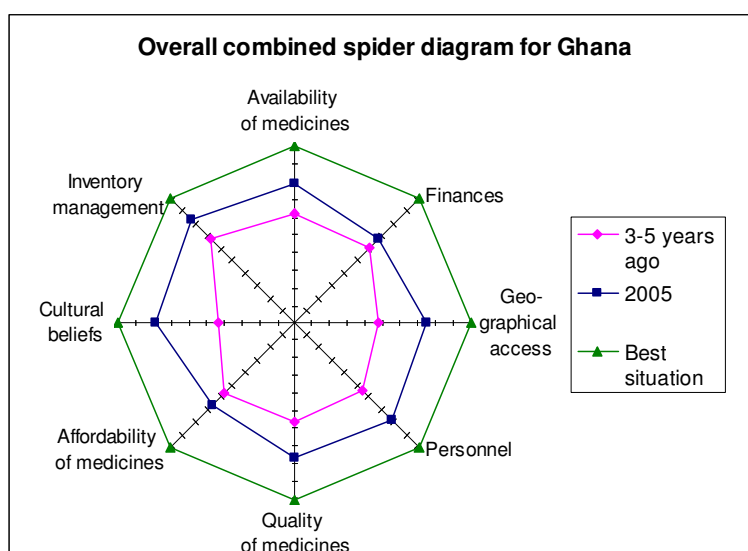 Overall combined spider diagram for Ghana
Availability
of medicines
Inventory
management
Finances
Cultural
beliefs
Geo-
graphical
access
Affordability
of medicines
Personnel
Quality
of medicines
3-5 years
ago
2005
Best
situation